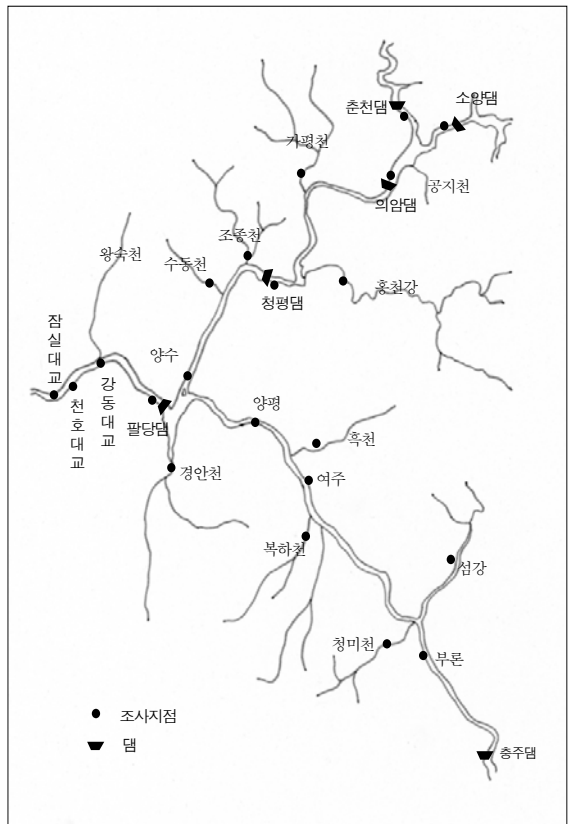 춘천댐
소양댐
가평천
의암댐
공지천
조종천
왕숙천
수동천
청평댐
홍천강
잠실대교
양수
강동대교
천호대교
팔당댐
양평
흑천
경안천
여주
복하천
섬강
청미천
부론
조사지점
댐
충주댐